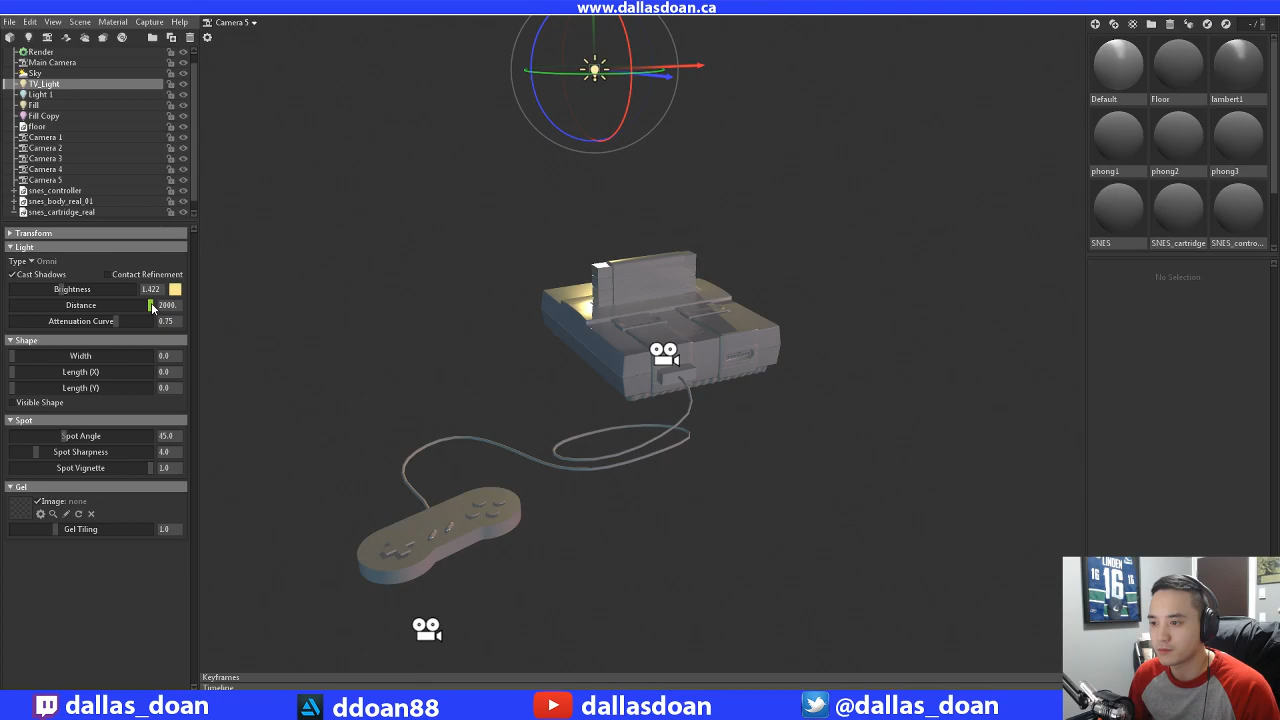 www.dallasdoan.ca
File Edit View Scene Material Capture Help
Camera 5
Render
Main Camera
Sky
TV_Light
Light 1
Fill
Fill Copy
floor
Camera 1
Camera 2
Camera 3
Camera 4
Camera 5
snes_controller
snes_body_real_01
snes_cartridge_real
Transform
Light
Type Omni
Cast Shadows Contact Refinement
Brightness 1.422
Distance 2000.
Attenuation Curve 0.75
Shape
Width 0.0
Length (X) 0.0
Length (Y) 0.0
Visible Shape
Spot
Spot Angle 45.0
Spot Sharpness 4.0
Spot Vignette 1.0
Gel
Image: none
Gel Tiling 1.0
Default Floor lambert1
phong1 phong2 phong3
SNES SNES_cartridge SNES_contro...
No Selection
LINDEN
16 16
Keyframes
Timeline
dallas_doan ddoan88 dallasdoan @dallas_doan